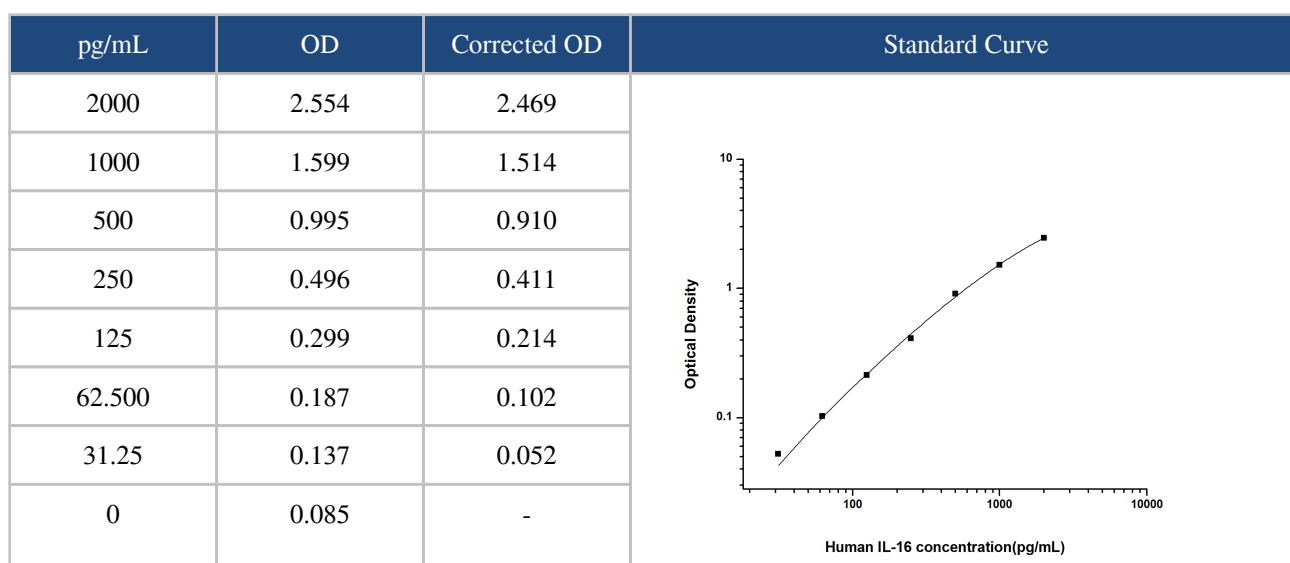 pg/mL OD Corrected OD Standard Curve
2000 2.554 2.469
1000 1.599 1.514
500 0.995 0.910
250 0.496 0.411
125 0.299 0.214
62.500 0.187 0.102
31.25 0.137 0.052
0 0.085 -
10
1
0.1
Optical Density
100 1000 10000
Human IL-16 concentration(pg/mL)